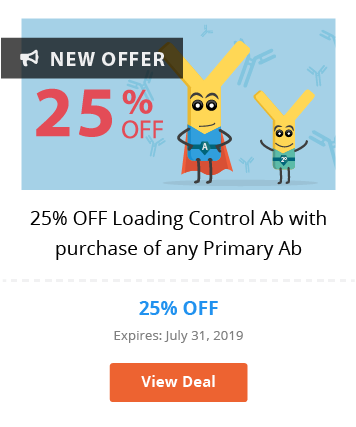 NEW OFFER
25%
OFF
A
2º
25% OFF Loading Control Ab with
purchase of any Primary Ab
25% OFF
Expires: July 31, 2019
View Deal